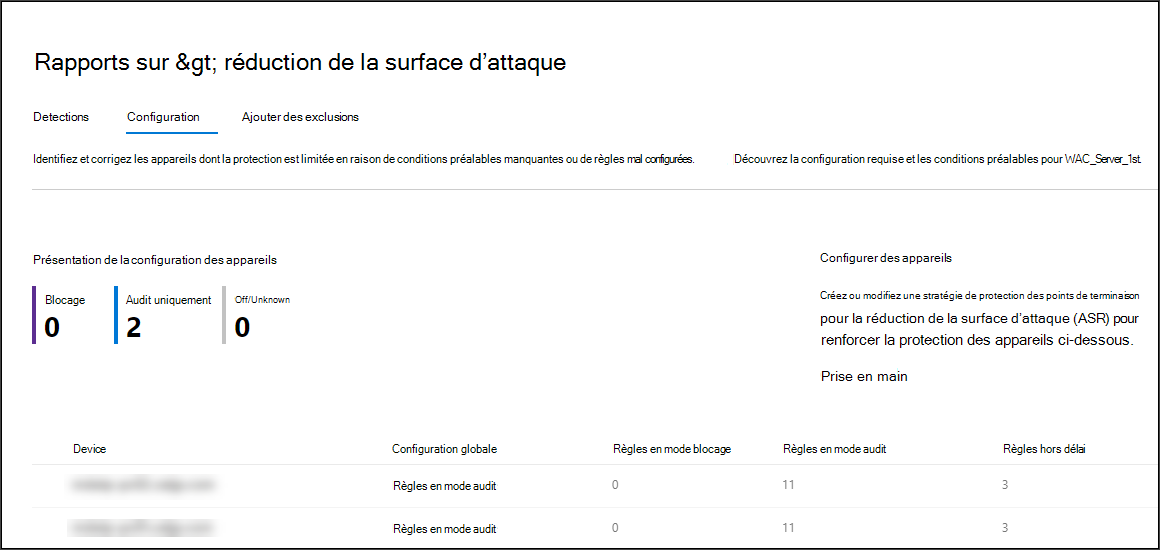 Rapports sur &gt; réduction de la surface d’attaque
Detections Configuration Ajouter des exclusions
Identifiez et corrigez les appareils dont la protection est limitée en raison de conditions préalables manquantes ou de règles mal configurées. Découvrez la configuration requise et les conditions préalables pour WAC_Server_1st.
Présentation de la configuration des appareils
Blocage Audit uniquement Off/Unknown
0 2 0
Configurer des appareils
Créez ou modifiez une stratégie de protection des points de terminaison
pour la réduction de la surface d’attaque (ASR) pour
renforcer la protection des appareils ci-dessous.
Prise en main
Device Configuration globale Règles en mode blocage Règles en mode audit Règles hors délai
Règles en mode audit 0 11 3
Règles en mode audit 0 11 3